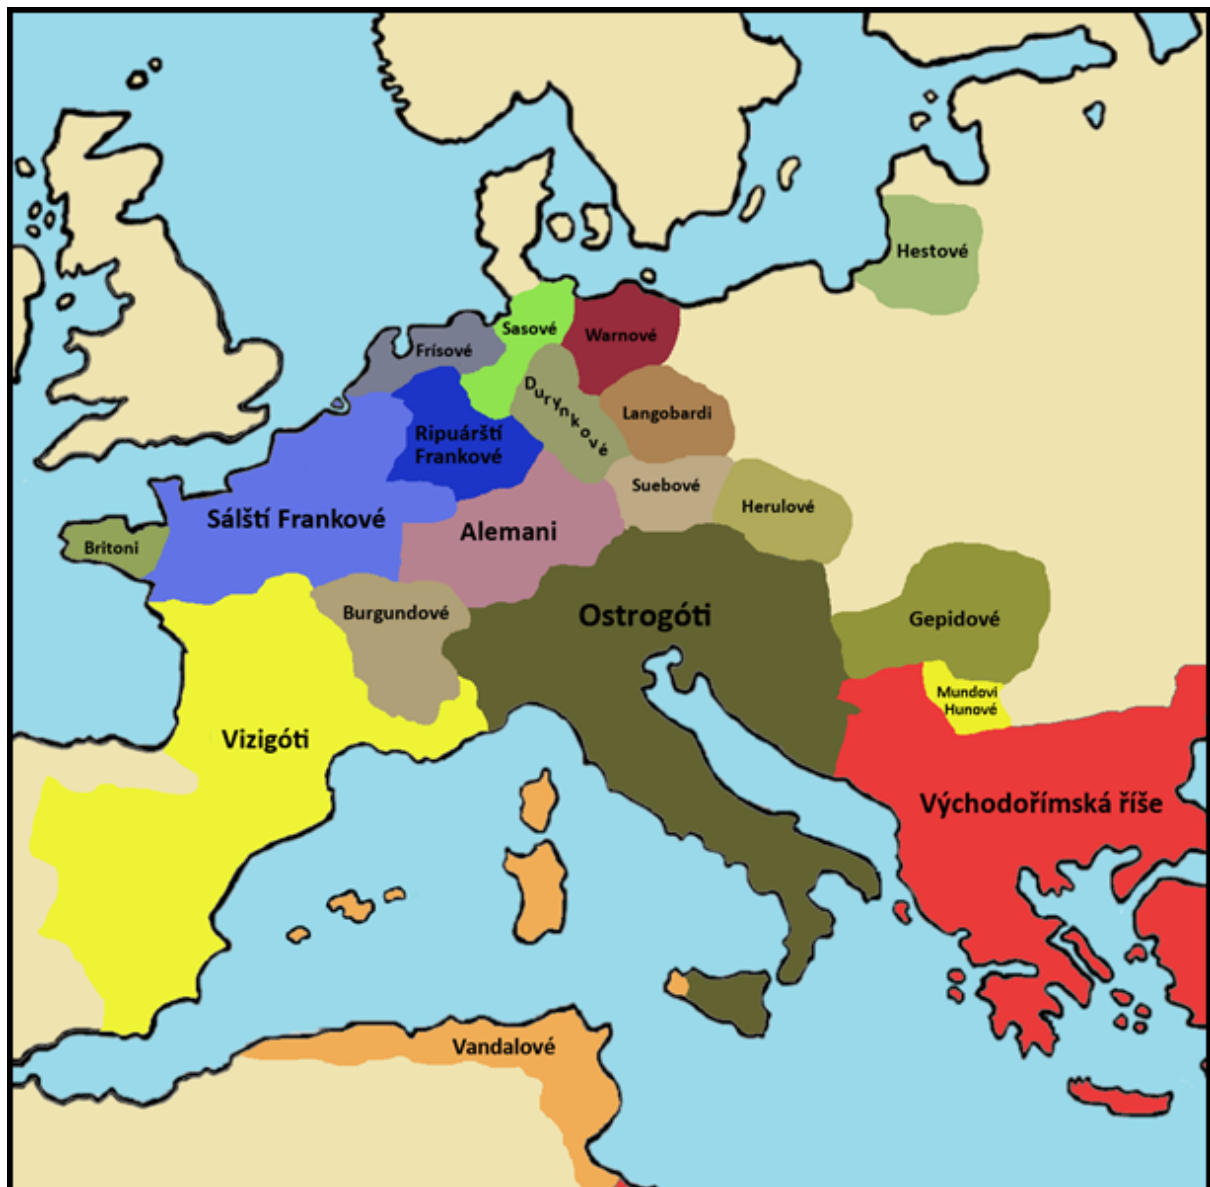 Hestové
Sasové
Warnové
Frísové
Durynkové
Langobardi
Ripuárští
Frankové
Suebové
Herulové
Sálští Frankové
Alemani
Britoni
Burgundové
Ostrogóti
Gepidové
Mundovi
Hunové
Vizigóti
Východořímská říše
Vandalové